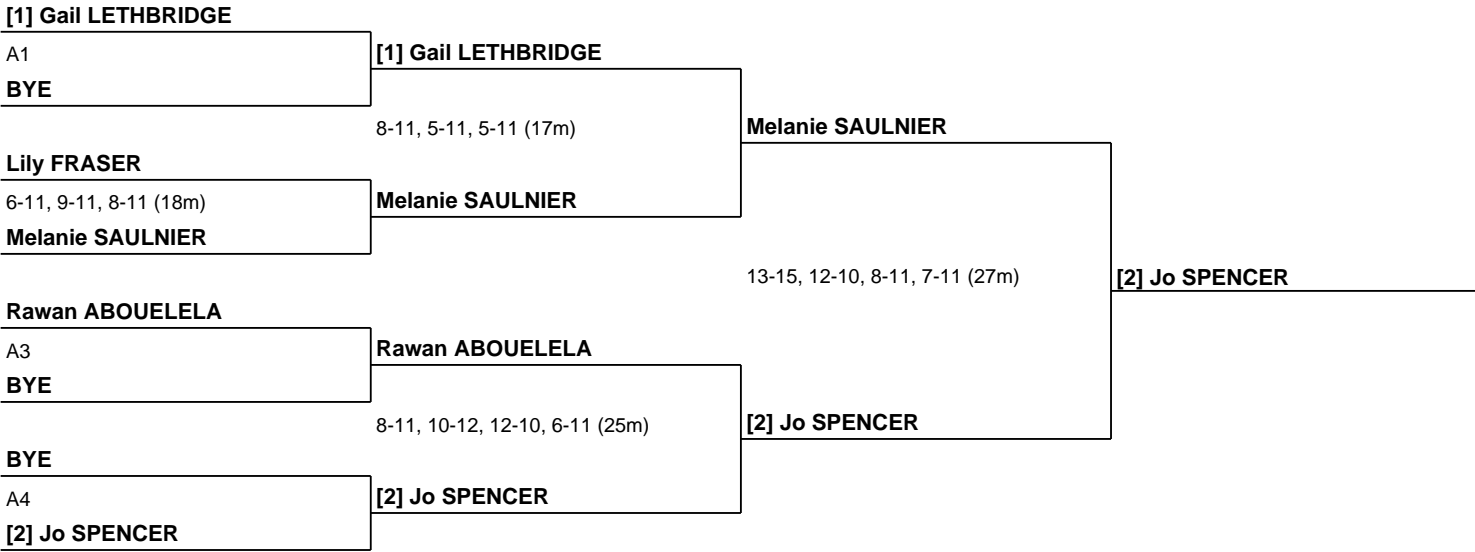 [1] Gail LETHBRIDGE
A1
BYE
Lily FRASER
6-11, 9-11, 8-11 (18m)
Melanie SAULNIER
Rawan ABOUELELA
A3
BYE
BYE
A4
[2] Jo SPENCER
[1] Gail LETHBRIDGE
8-11, 5-11, 5-11 (17m)
Melanie SAULNIER
Rawan ABOUELELA
8-11, 10-12, 12-10, 6-11 (25m)
[2] Jo SPENCER
Melanie SAULNIER
13-15, 12-10, 8-11, 7-11 (27m)
[2] Jo SPENCER
[2] Jo SPENCER